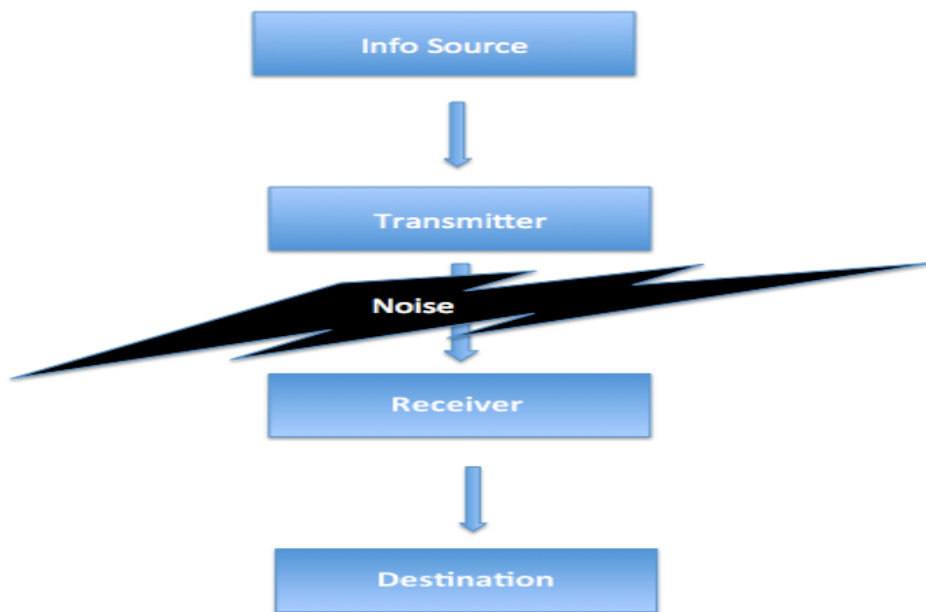 Info Source
Transmitter
Noise
Receiver
Destination